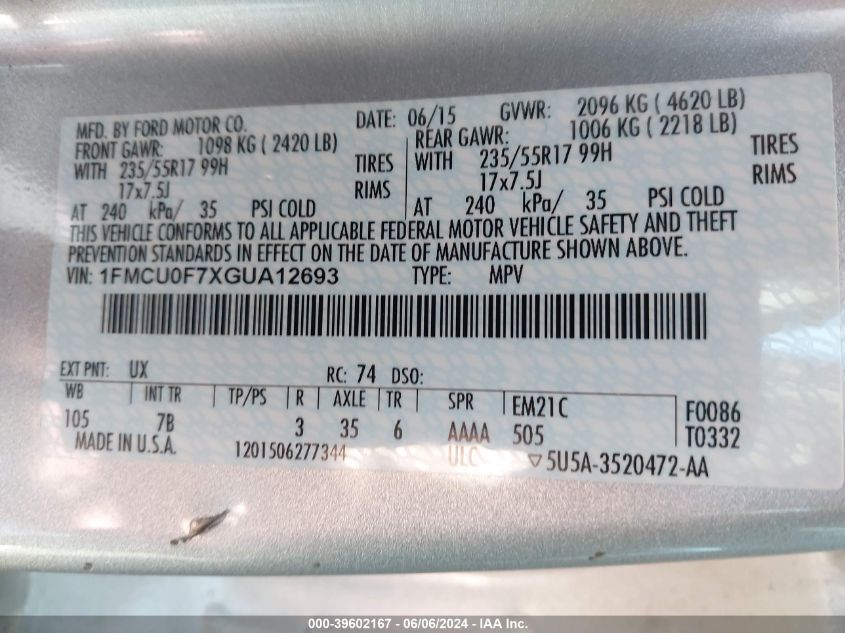 MFD. BY FORD MOTOR CO.
DATE: 06/15 GVWR: 2096 KG ( 4620 LB)
FRONT GAWR: 1098 KG ( 2420 LB)
REAR GAWR: 1006 KG ( 2218 LB)
WITH 235/55R17 99H TIRES
WITH 235/55R17 99H TIRES
17x7.5J RIMS
17x7.5J RIMS
AT 240 kPa/ 35 PSI COLD
AT 240 kPa/ 35 PSI COLD
THIS VEHICLE CONFORMS TO ALL APPLICABLE FEDERAL MOTOR VEHICLE SAFETY AND THEFT
PREVENTION STANDARDS IN EFFECT ON THE DATE OF MANUFACTURE SHOWN ABOVE.
VIN: 1FMCU0F7XGUA12693 TYPE: MPV
EXT PNT: UX RC: 74 DSO:
WB INT TR TP/PS R AXLE TR SPR EM21C F0086
105 7B 3 35 6 AAAA 505 T0332
MADE IN U.S.A. 1201506277344 ULC ▽5U5A-3520472-AA
000-39602167 - 06/06/2024 - IAA Inc.